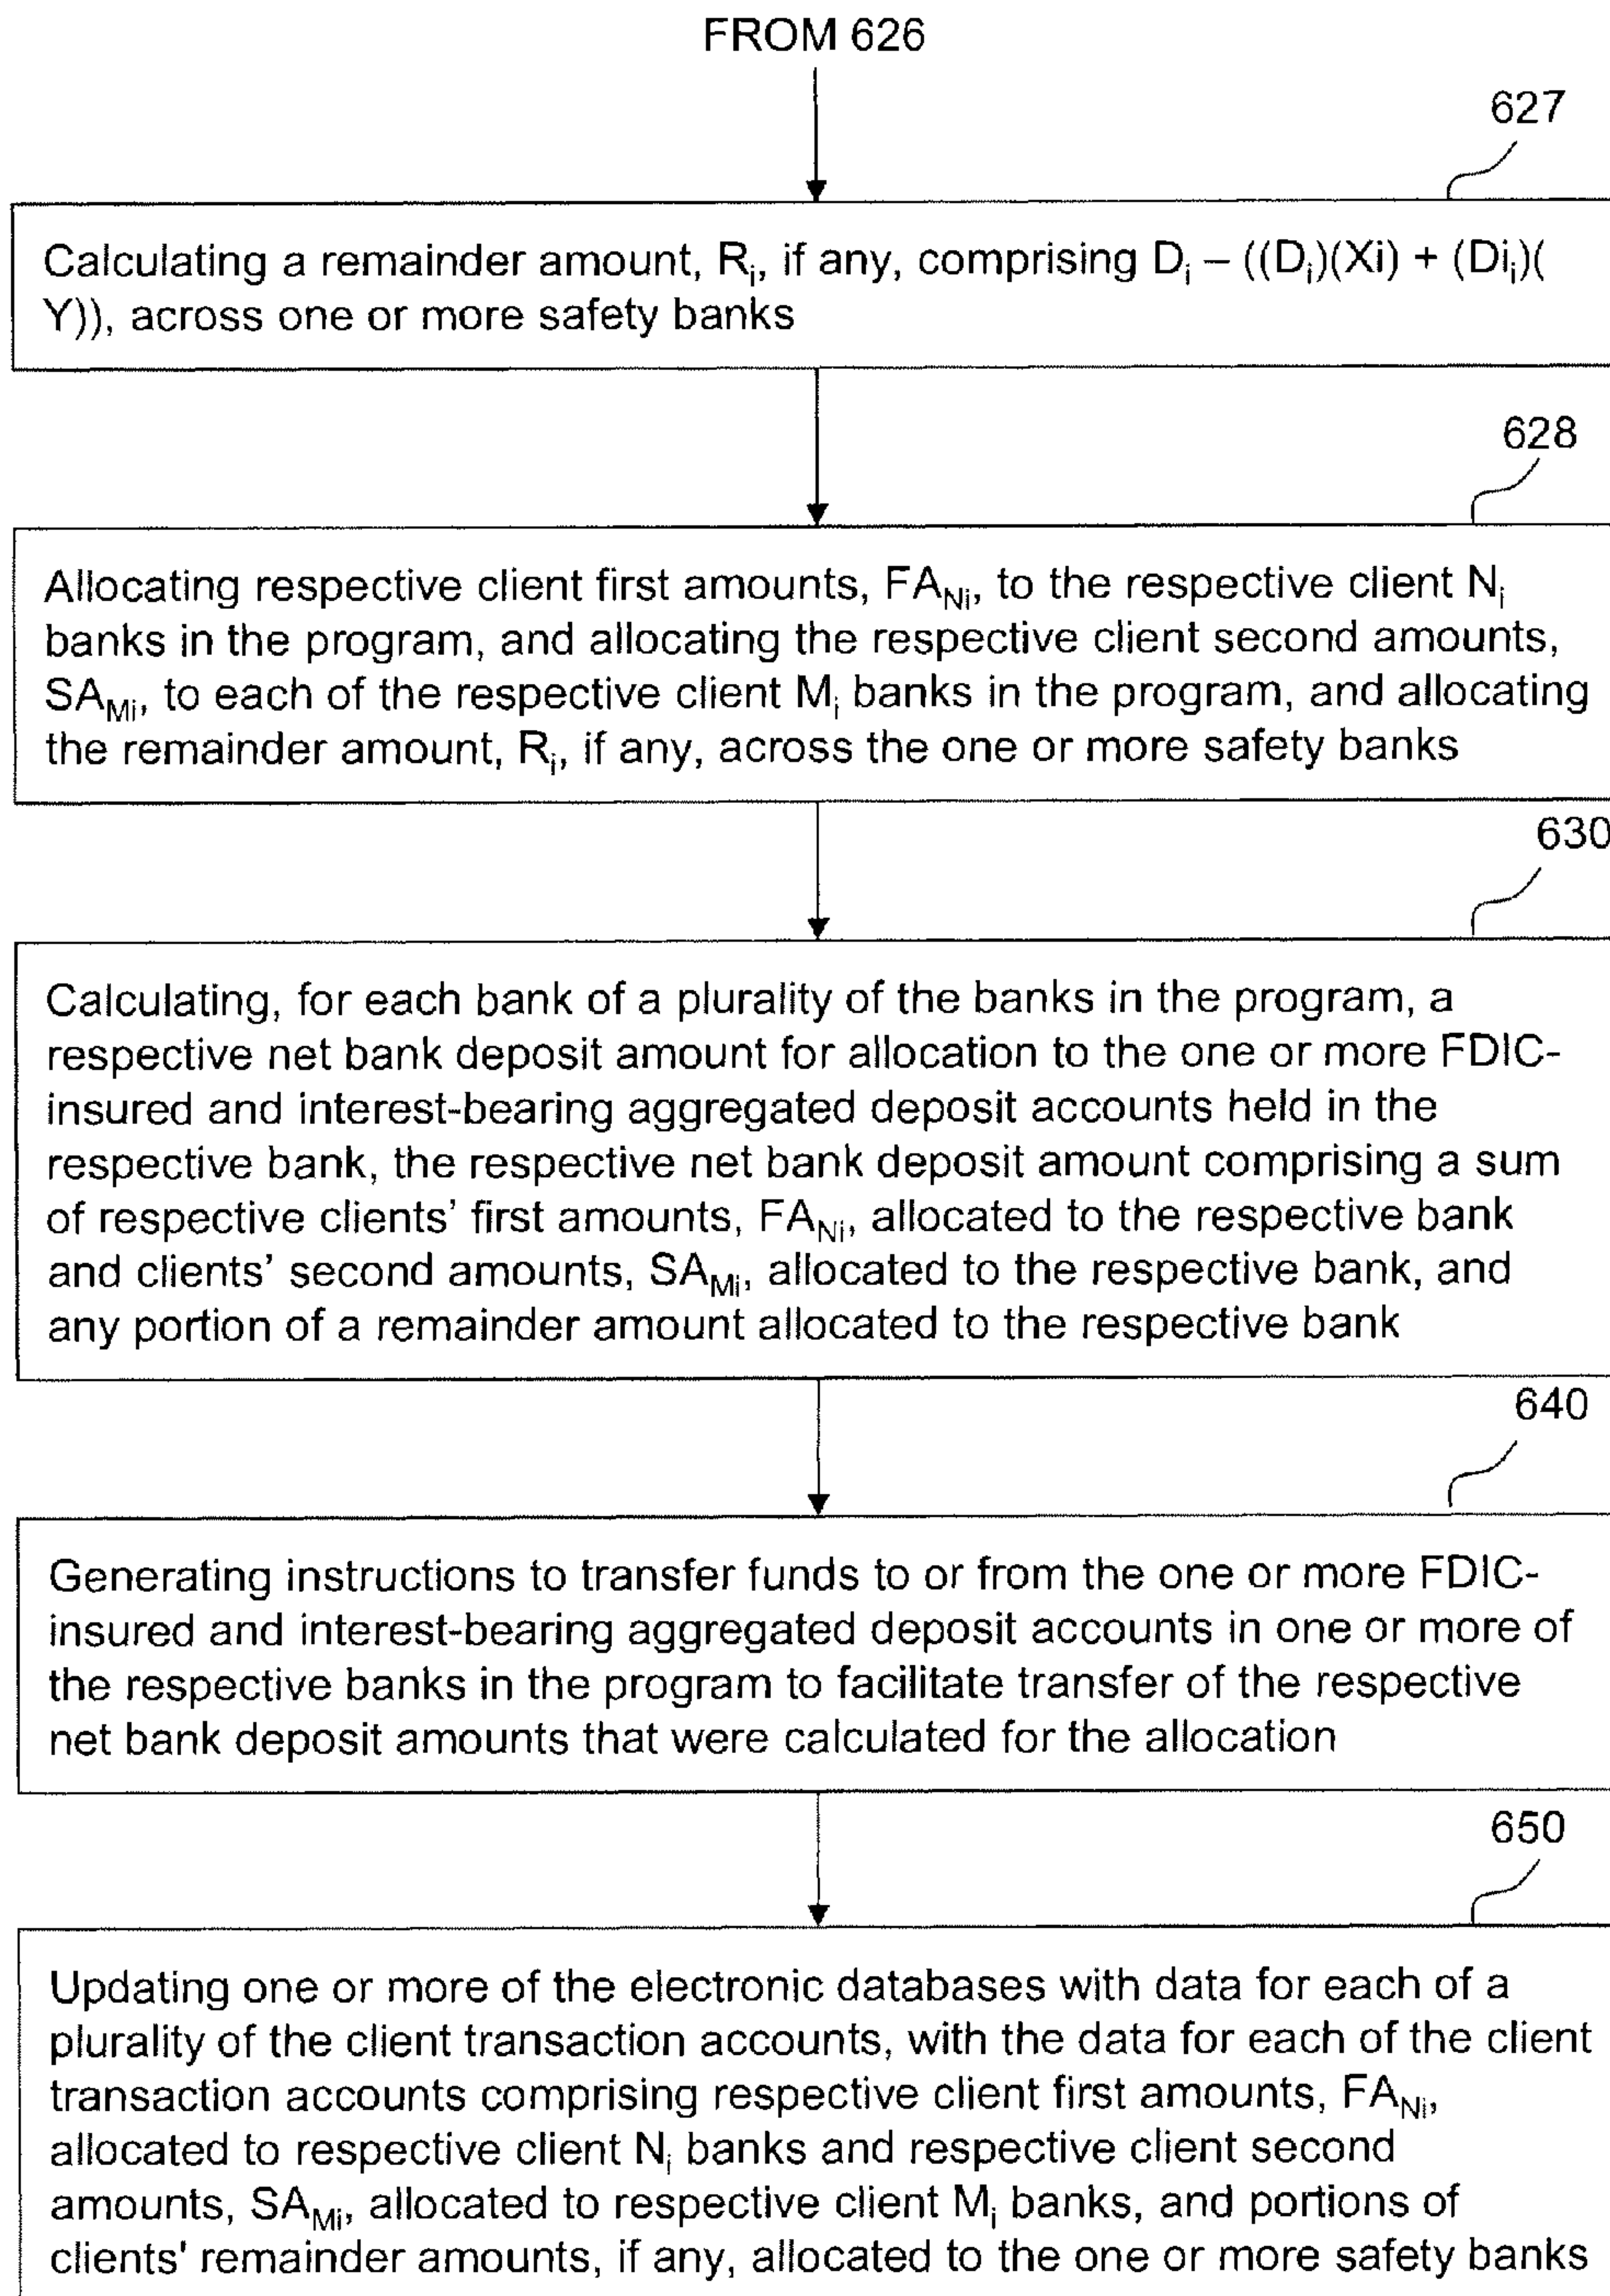 FROM 626
627
Calculating a remainder amount, Rᵢ, if any, comprising Dᵢ – ((Dᵢ)(Xi) + (Diᵢ)(
Y)), across one or more safety banks
628
Allocating respective client first amounts, FA_Ni, to the respective client Nᵢ
banks in the program, and allocating the respective client second amounts,
SA_Mi, to each of the respective client Mᵢ banks in the program, and allocating
the remainder amount, Rᵢ, if any, across the one or more safety banks
630
Calculating, for each bank of a plurality of the banks in the program, a
respective net bank deposit amount for allocation to the one or more FDIC-
insured and interest-bearing aggregated deposit accounts held in the
respective bank, the respective net bank deposit amount comprising a sum
of respective clients' first amounts, FA_Ni, allocated to the respective bank
and clients' second amounts, SA_Mi, allocated to the respective bank, and
any portion of a remainder amount allocated to the respective bank
640
Generating instructions to transfer funds to or from the one or more FDIC-
insured and interest-bearing aggregated deposit accounts in one or more of
the respective banks in the program to facilitate transfer of the respective
net bank deposit amounts that were calculated for the allocation
650
Updating one or more of the electronic databases with data for each of a
plurality of the client transaction accounts, with the data for each of the client
transaction accounts comprising respective client first amounts, FA_Ni,
allocated to respective client Nᵢ banks and respective client second
amounts, SA_Mi, allocated to respective client Mᵢ banks, and portions of
clients' remainder amounts, if any, allocated to the one or more safety banks